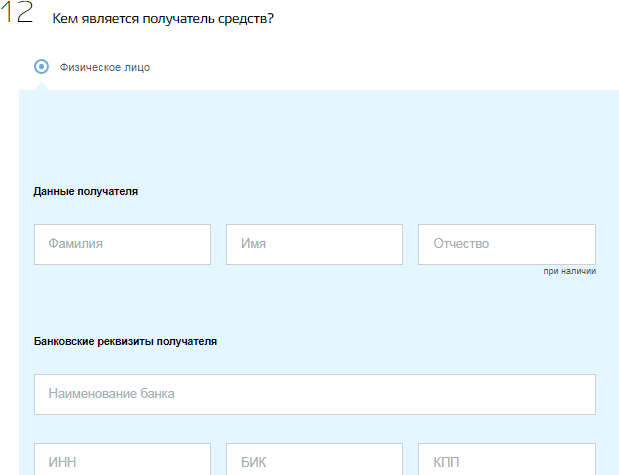 12 Кем является получатель средств?
Физическое лицо
Данные получателя
Фамилия Имя Отчество
при наличии
Банковские реквизиты получателя
Наименование банка
ИНН БИК КПП